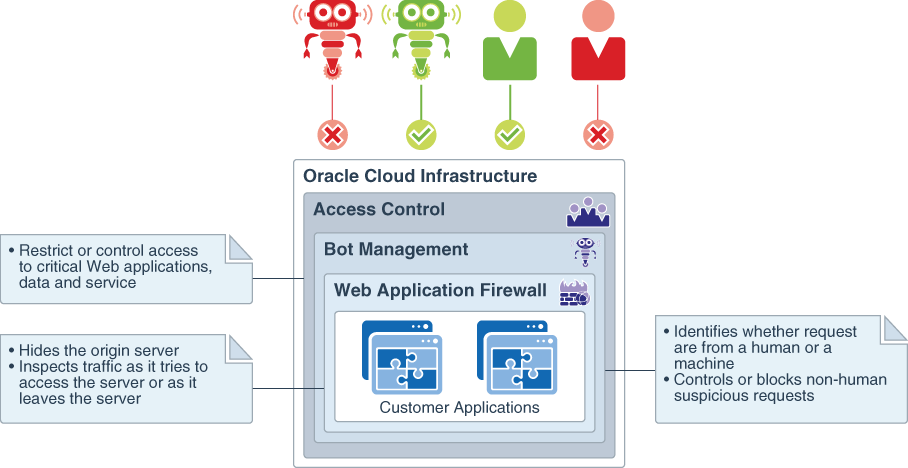 Oracle Cloud Infrastructure
Access Control
Bot Management
Web Application Firewall
Customer Applications
• Restrict or control access
to critical Web applications,
data and service
• Hides the origin server
• Inspects traffic as it tries to
access the server or as it
leaves the server
• Identifies whether request
are from a human or a
machine
• Controls or blocks non-human
suspicious requests